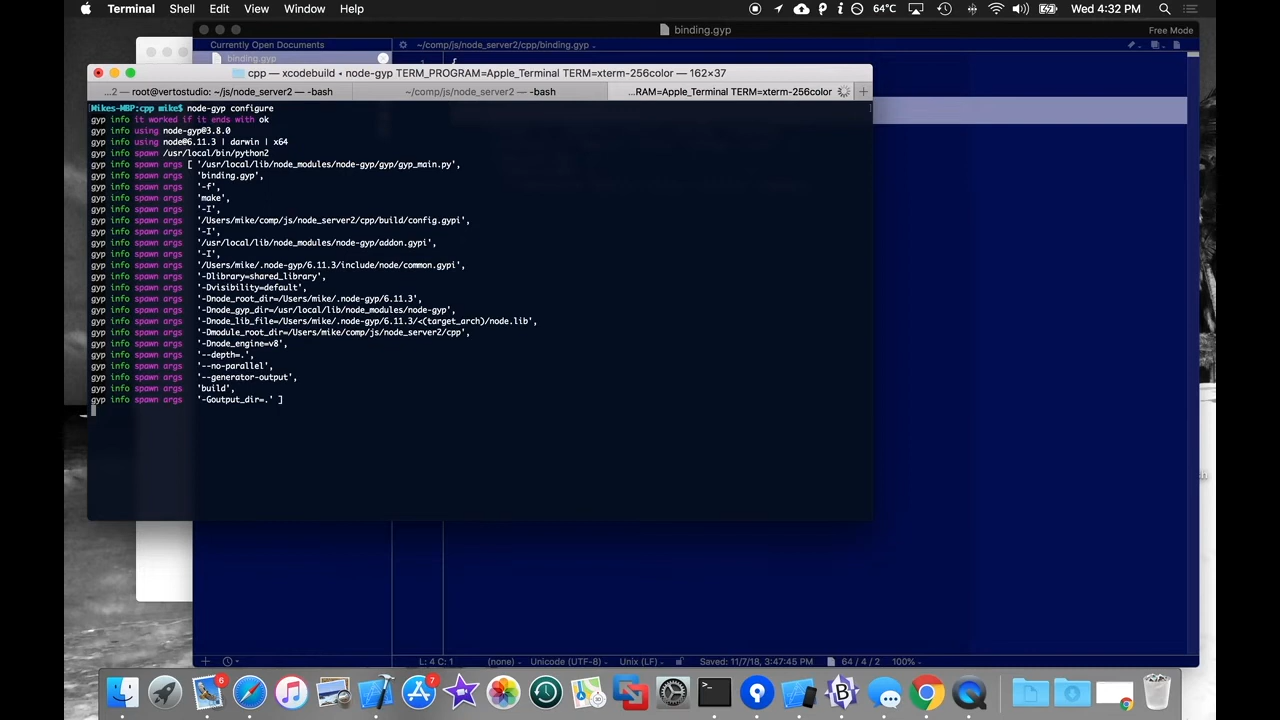 Terminal Shell Edit View Window Help 64°C Wed 4:32 PM
binding.gyp
Free Mode
Currently Open Documents
~/comp/js/node_server2/cpp/binding.gyp
binding.gyp
1 {
cpp — xcodebuild ◂ node-gyp TERM_PROGRAM=Apple_Terminal TERM=xterm-256color — 162×37
...2 — root@vertostudio: ~/js/node_server2 — -bash
~/comp/js/node_server2 — -bash
...RAM=Apple_Terminal TERM=xterm-256color
Mikes-MBP:cpp mike$ node-gyp configure
gyp info it worked if it ends with ok
gyp info using node-gyp@3.8.0
gyp info using node@6.11.3 | darwin | x64
gyp info spawn /usr/local/bin/python2
gyp info spawn args [ '/usr/local/lib/node_modules/node-gyp/gyp/gyp_main.py',
gyp info spawn args 'binding.gyp',
gyp info spawn args '-f',
gyp info spawn args 'make',
gyp info spawn args '-I',
gyp info spawn args '/Users/mike/comp/js/node_server2/cpp/build/config.gypi',
gyp info spawn args '-I',
gyp info spawn args '/usr/local/lib/node_modules/node-gyp/addon.gypi',
gyp info spawn args '-I',
gyp info spawn args '/Users/mike/.node-gyp/6.11.3/include/node/common.gypi',
gyp info spawn args '-Dlibrary=shared_library',
gyp info spawn args '-Dvisibility=default',
gyp info spawn args '-Dnode_root_dir=/Users/mike/.node-gyp/6.11.3',
gyp info spawn args '-Dnode_gyp_dir=/usr/local/lib/node_modules/node-gyp',
gyp info spawn args '-Dnode_lib_file=/Users/mike/.node-gyp/6.11.3/<(target_arch)/node.lib',
gyp info spawn args '-Dmodule_root_dir=/Users/mike/comp/js/node_server2/cpp',
gyp info spawn args '-Dnode_engine=v8',
gyp info spawn args '--depth=.',
gyp info spawn args '--no-parallel',
gyp info spawn args '--generator-output',
gyp info spawn args 'build',
gyp info spawn args '-Goutput_dir=.' ]
L: 4 C: 1 (none) Unicode (UTF-8) Unix (LF) Saved: 11/7/18, 3:47:45 PM 64 / 4 / 2 100%
6
7